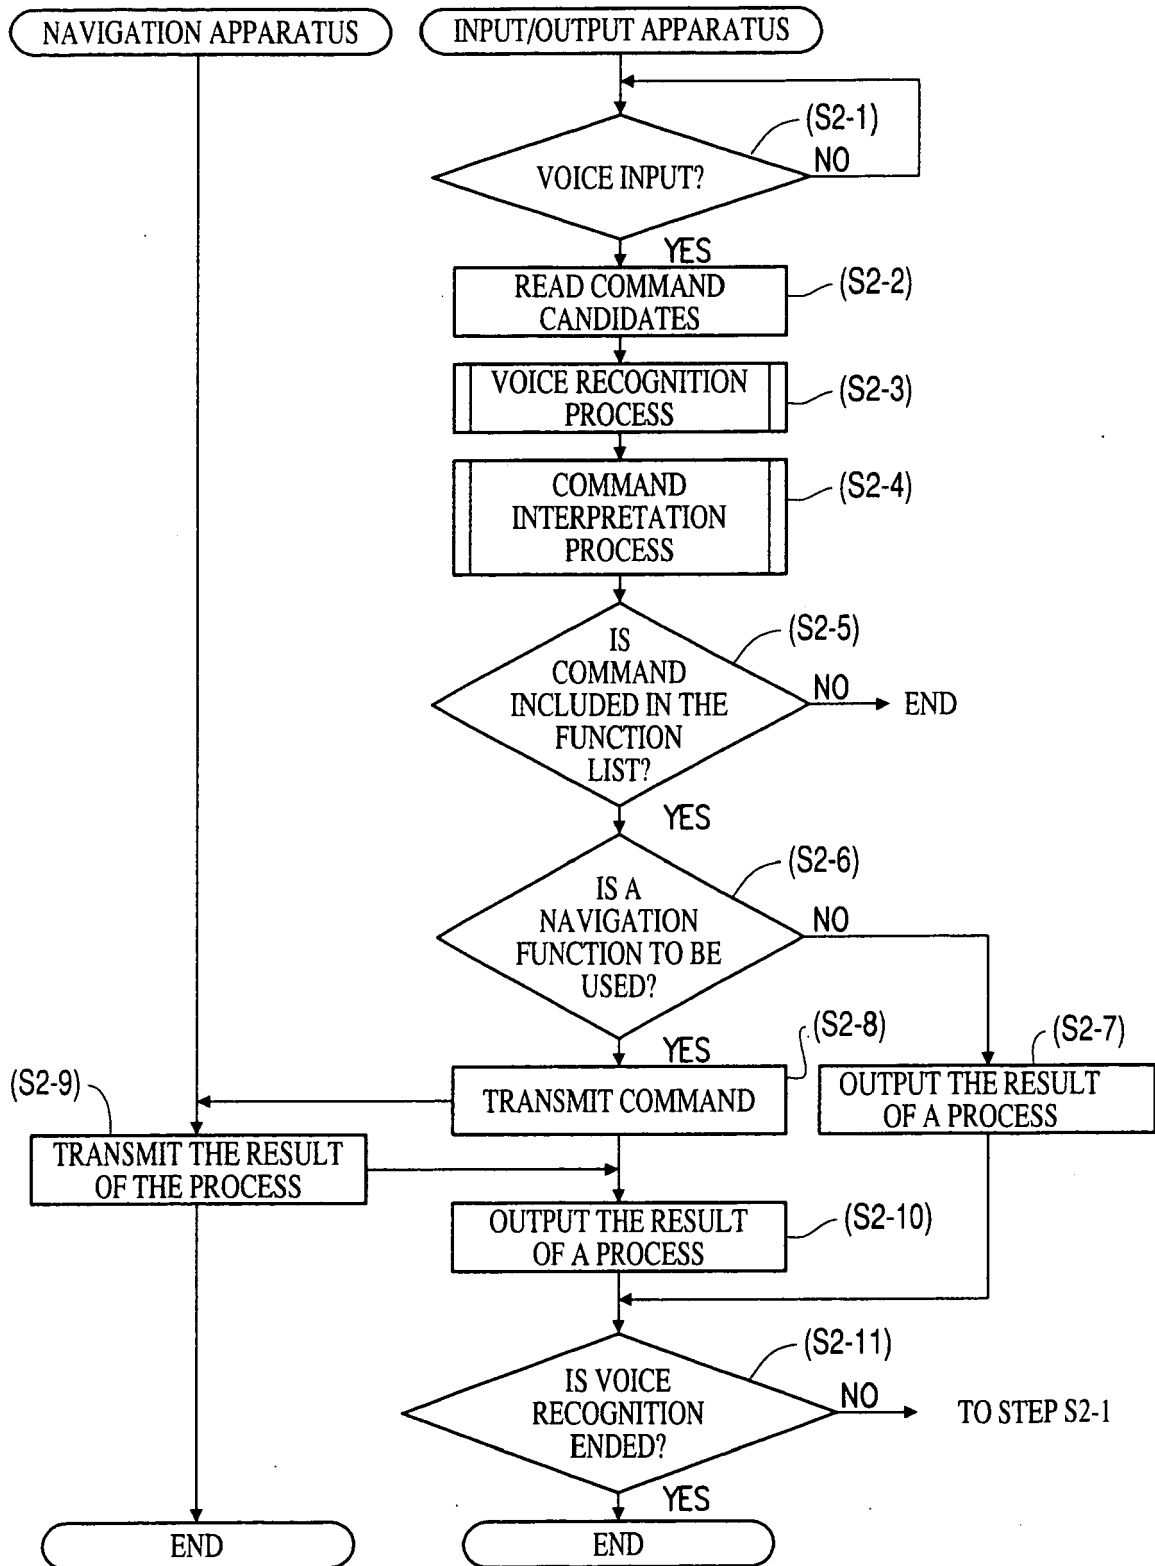 NAVIGATION APPARATUS
INPUT/OUTPUT APPARATUS
(S2-1)
VOICE INPUT?
NO
YES
READ COMMAND
CANDIDATES
(S2-2)
VOICE RECOGNITION
PROCESS
(S2-3)
COMMAND
INTERPRETATION
PROCESS
(S2-4)
IS
COMMAND
INCLUDED IN THE
FUNCTION
LIST?
(S2-5)
NO
END
YES
IS A
NAVIGATION
FUNCTION TO BE
USED?
(S2-6)
NO
YES
(S2-8)
TRANSMIT COMMAND
(S2-7)
OUTPUT THE RESULT
OF A PROCESS
(S2-9)
TRANSMIT THE RESULT
OF THE PROCESS
OUTPUT THE RESULT
OF A PROCESS
(S2-10)
(S2-11)
IS VOICE
RECOGNITION
ENDED?
NO
TO STEP S2-1
YES
END
END